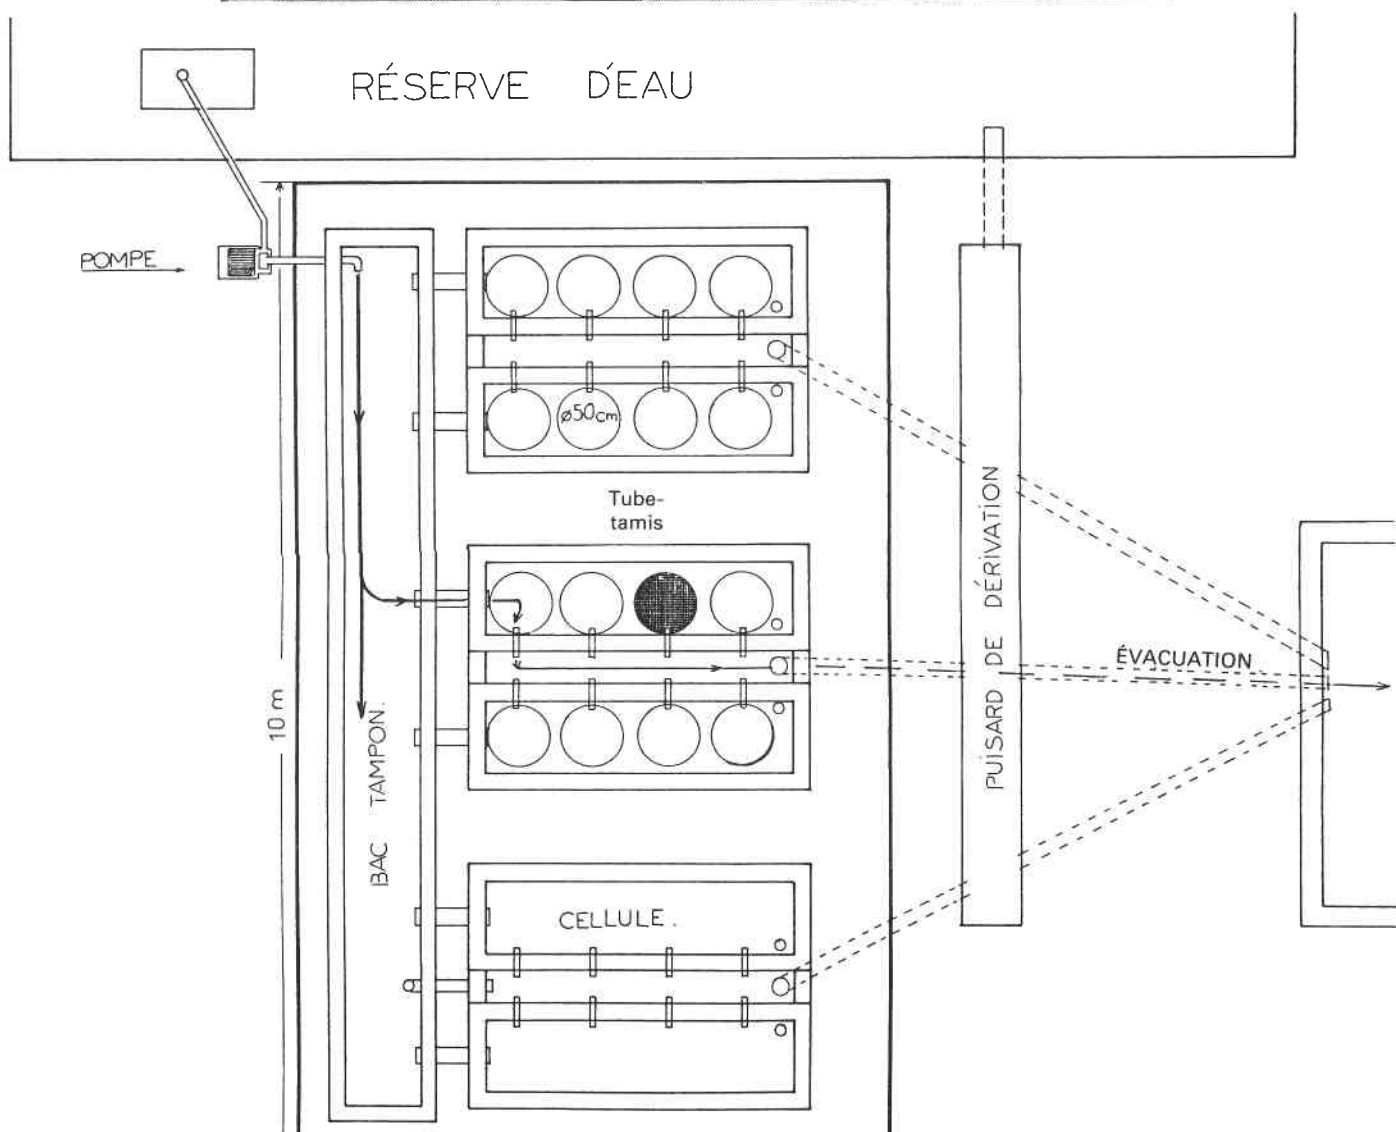 RÉSERVE D'EAU
POMPE
ø50cm
Tube-
tamis
10 m
BAC TAMPON.
PUISARD DE DÉRIVATION
ÉVACUATION
CELLULE.